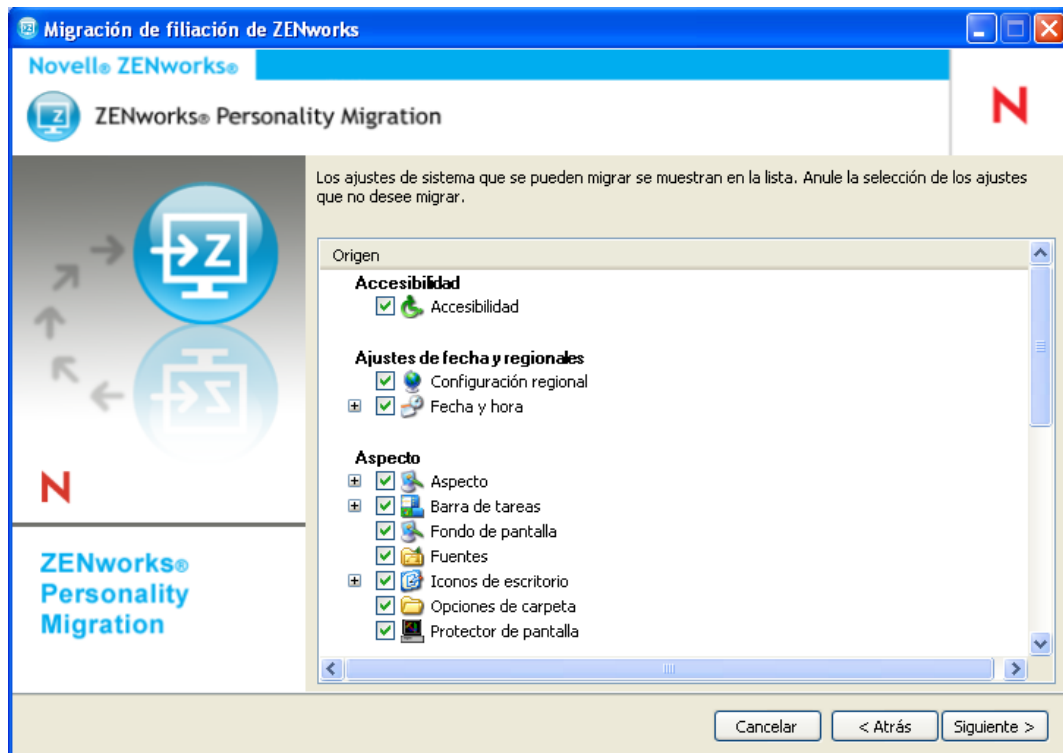 Migración de filiación de ZENworks
Novell® ZENworks®
ZENworks® Personality Migration
N
Los ajustes de sistema que se pueden migrar se muestran en la lista. Anule la selección de los ajustes
que no desee migrar.
Z
Origen
Accesibilidad
Accesibilidad
Ajustes de fecha y regionales
Configuración regional
Fecha y hora
Aspecto
Aspecto
Barra de tareas
Fondo de pantalla
Fuentes
Iconos de escritorio
Opciones de carpeta
Protector de pantalla
N
ZENworks®
Personality
Migration
Cancelar
< Atrás
Siguiente >